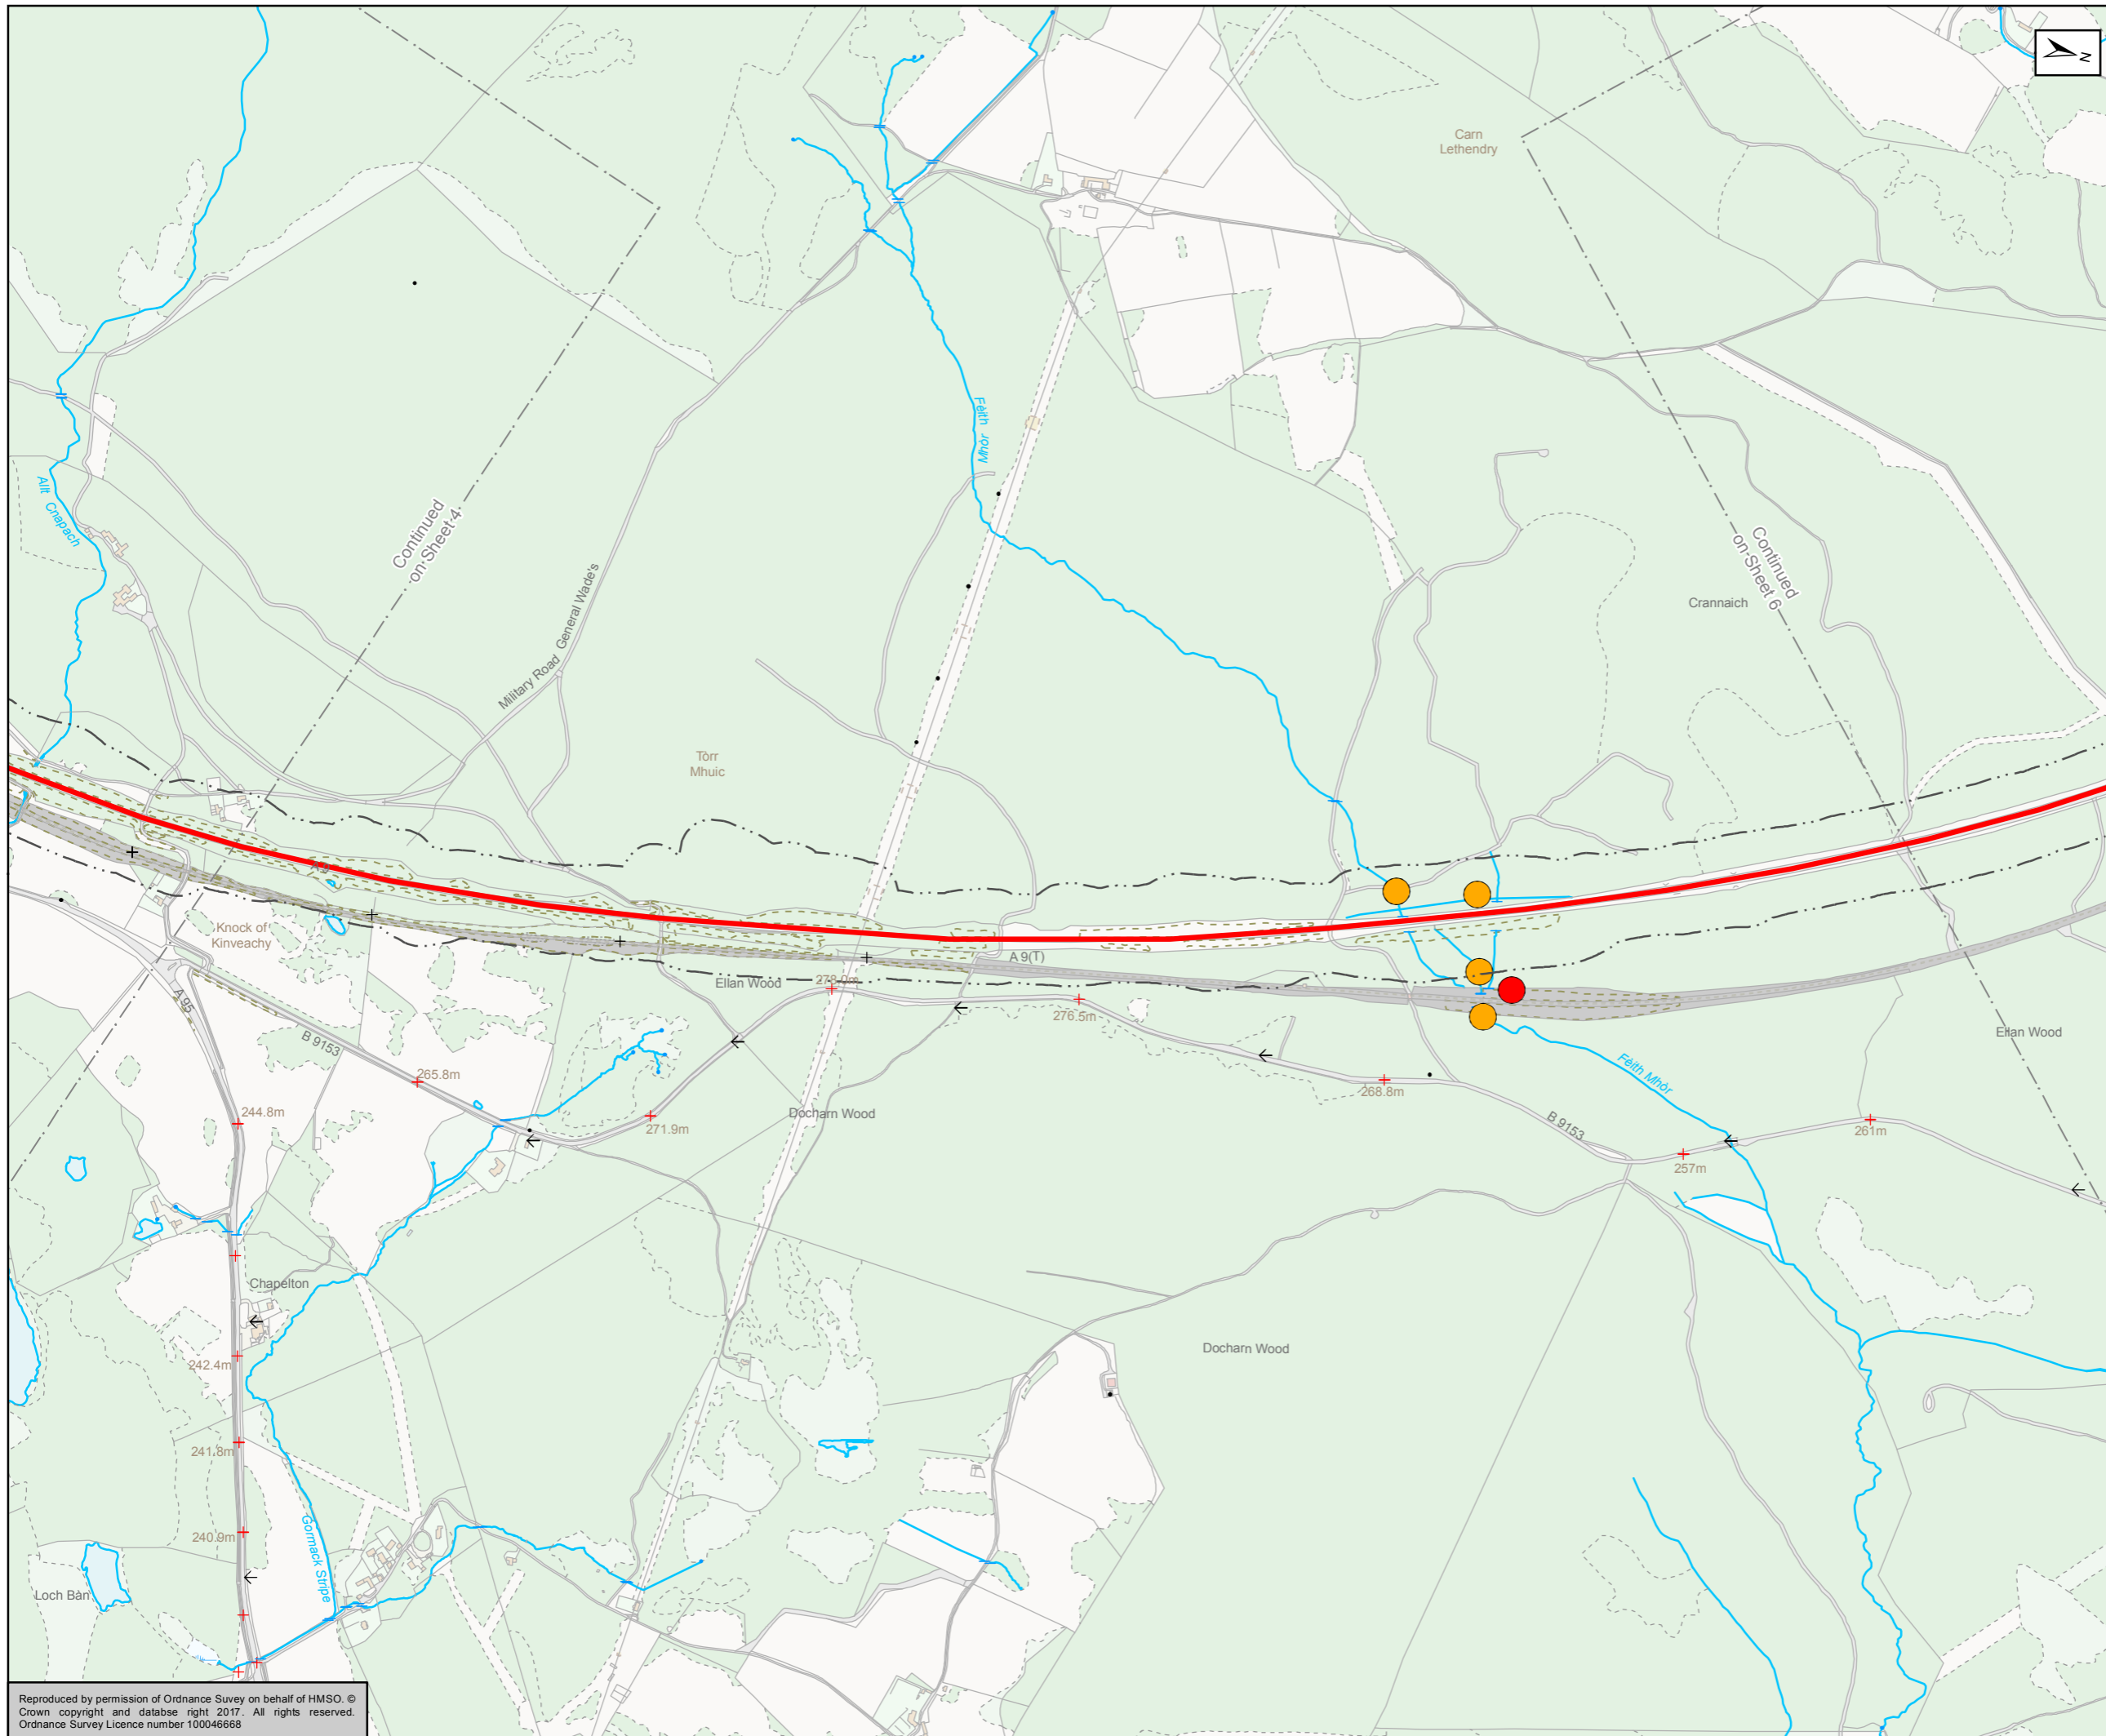 N
Carn
Lethendry
Fèith Mhòr
Allt Cnapach
Continued
on Sheet 4
Continued
on Sheet 6
Crannaich
Military Road General Wade's
Tòrr
Mhuic
Knock of
Kinveachy
A 9(T)
278.0m
Ellan Wood
276.5m
A 95
B 9153
Ellan Wood
265.8m
Fèith Mhòr
268.8m
244.8m
271.9m
Docharn Wood
B 9153
261m
257m
Chapelton
Docharn Wood
242.4m
241.8m
Gormack Stripe
240.9m
Loch Bàn
Reproduced by permission of Ordnance Suvey on behalf of HMSO. ©
Crown copyright and databse right 2017. All rights reserved.
Ordnance Survey Licence number 100046668